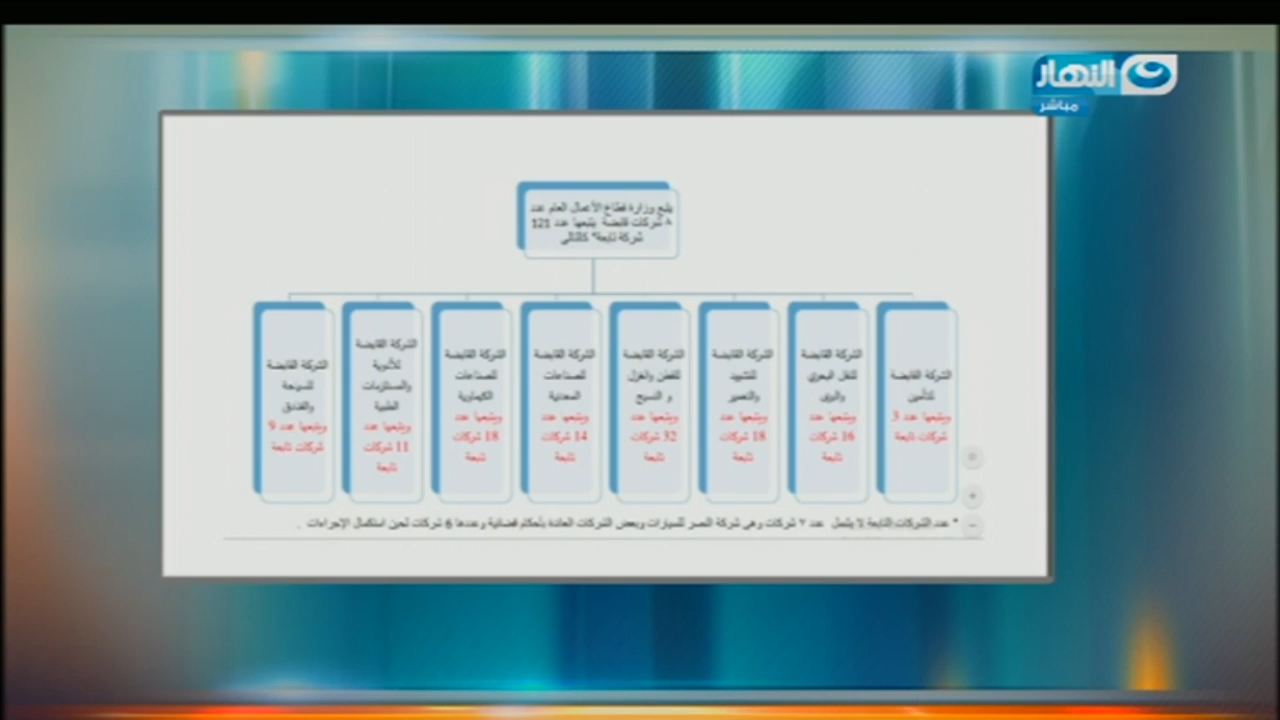 النهار
مباشر
يتبع وزارة قطاع الأعمال العام عدد
٨ شركات قابضة يتبعها عدد 121
شركة تابعة* كالتالي
الشركة القابضة
للتأمين
ويتبعها عدد 3
شركات تابعة
الشركة القابضة
للنقل البحري
والبرى
ويتبعها عدد
16 شركات
تابعة
الشركة القابضة
للتشييد
والتعمير
ويتبعها عدد
18 شركات
تابعة
الشركة القابضة
للقطن والغزل
و النسيج
ويتبعها عدد
32 شركات
تابعة
الشركة القابضة
للصناعات
المعدنية
ويتبعها عدد
14 شركات
تابعة
الشركة القابضة
للصناعات
الكيماوية
ويتبعها عدد
18 شركات
تابعة
الشركة القابضة
للأدوية
والمستلزمات
الطبية
ويتبعها عدد
11 شركات
تابعة
الشركة القابضة
للسياحة
والفنادق
ويتبعها عدد 9
شركات تابعة
* عدد الشركات التابعة لا يشمل عدد ٧ شركات وهى شركة النصر للسيارات وبعض الشركات العائدة بأحكام قضائية وعددها 6 شركات لحين استكمال الإجراءات .